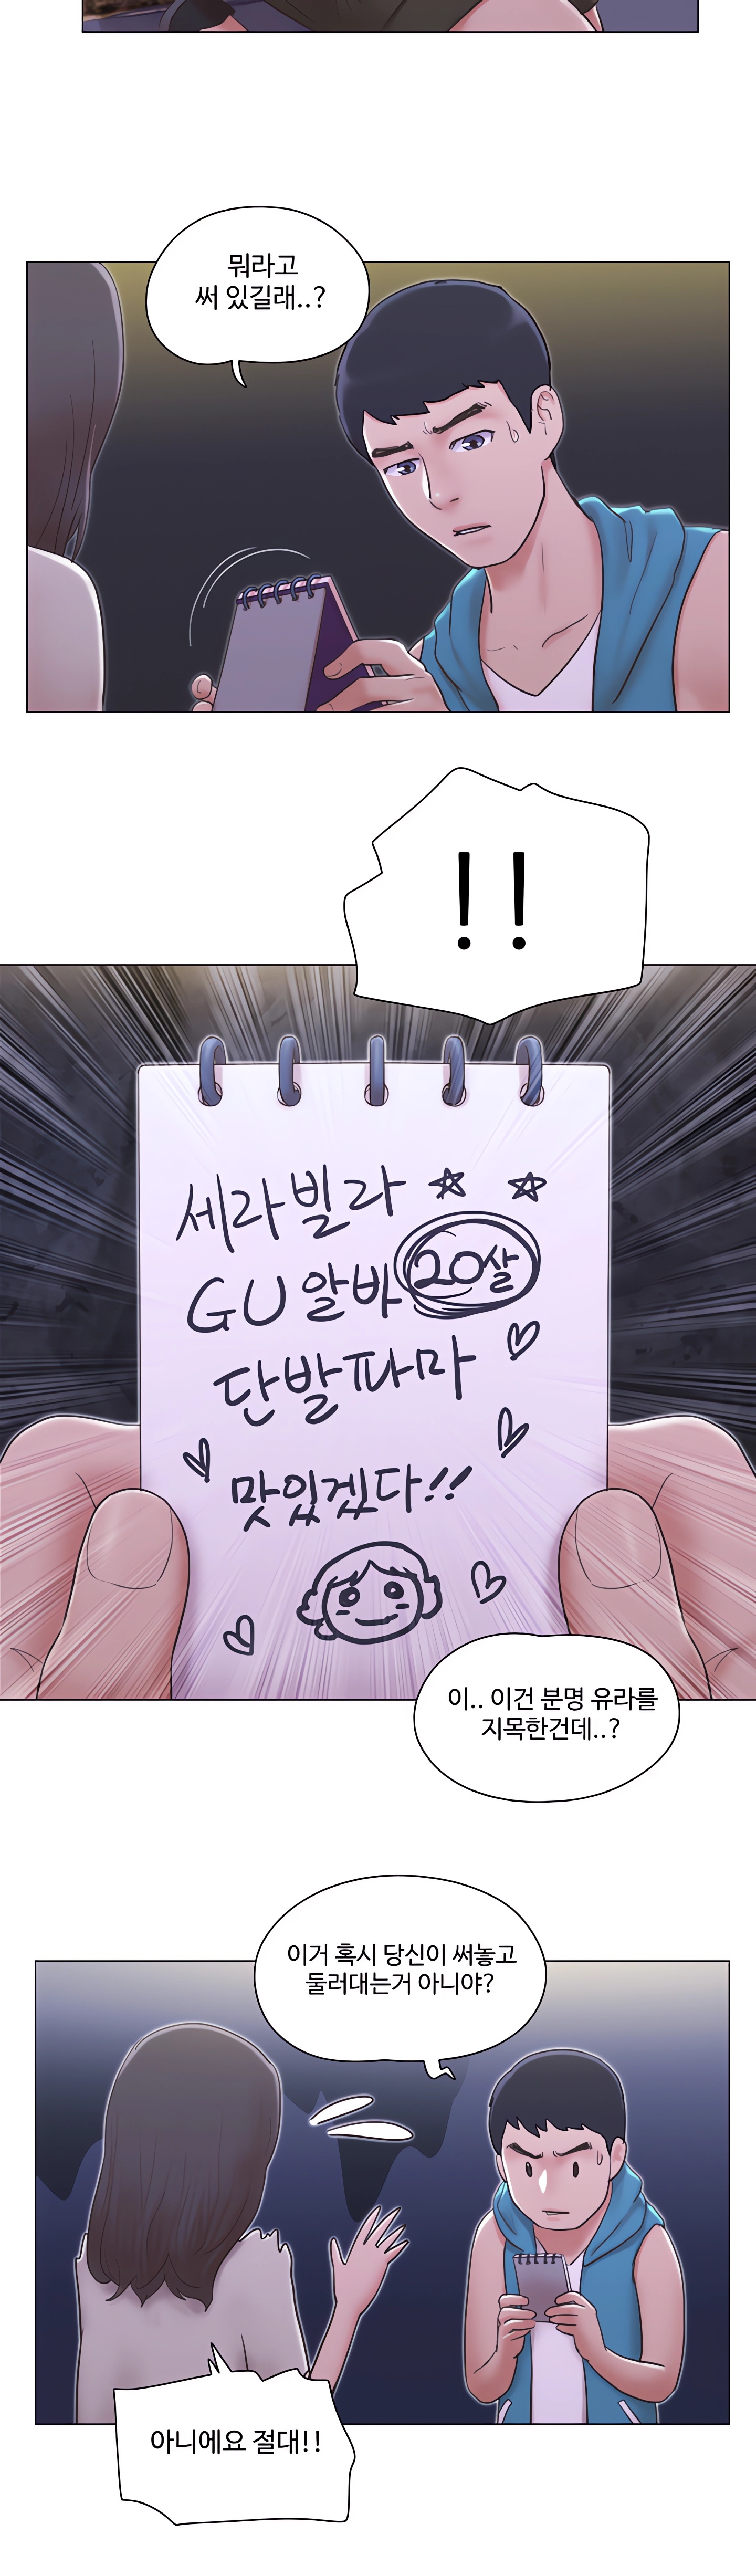 뭐라고
써 있길래..?
!!
세라빌라 ☆ ☆
GU 알바 20살
단발파마
맛있겠다!!
이.. 이건 분명 유라를
지목한건데..?
이거 혹시 당신이 써놓고
둘러대는거 아니야?
아니에요 절대!!